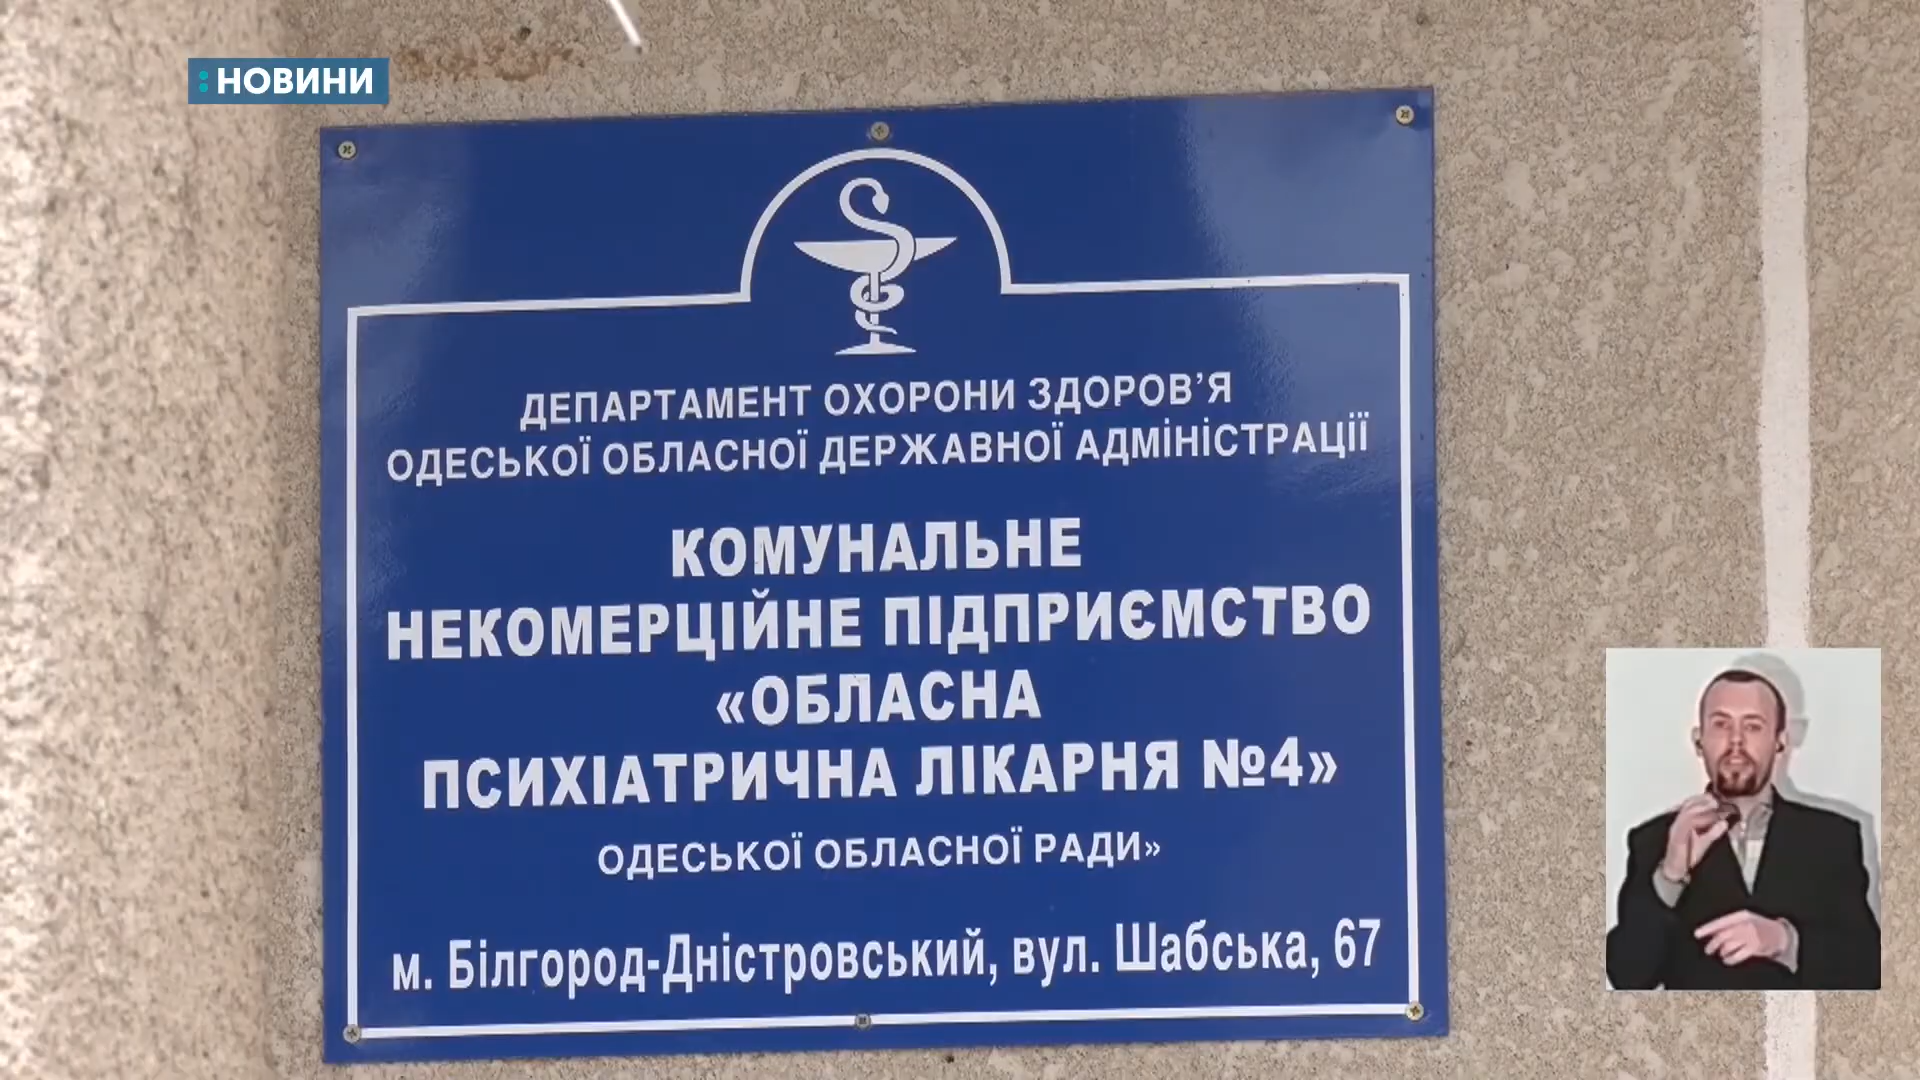 :НОВИНИ
ДЕПАРТАМЕНТ ОХОРОНИ ЗДОРОВ’Я
ОДЕСЬКОЇ ОБЛАСНОЇ ДЕРЖАВНОЇ АДМІНІСТРАЦІЇ
КОМУНАЛЬНЕ
НЕКОМЕРЦІЙНЕ ПІДПРИЄМСТВО
«ОБЛАСНА
ПСИХІАТРИЧНА ЛІКАРНЯ №4»
ОДЕСЬКОЇ ОБЛАСНОЇ РАДИ»
м. Білгород-Дністровський, вул. Шабська, 67